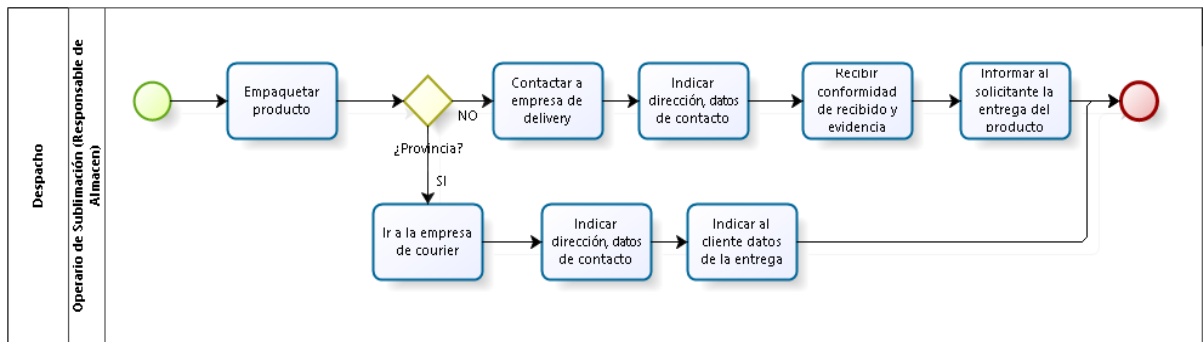 Despacho
Operario de Sublimación (Responsable de
Almacen)
Empaquetar
producto
¿Provincia?
NO
Contactar a
empresa de
delivery
Indicar
dirección, datos
de contacto
Recibir
conformidad
de recibido y
evidencia
Informar al
solicitante la
entrega del
producto
SI
Ir a la empresa
de courier
Indicar
dirección, datos
de contacto
Indicar al
cliente datos
de la entrega